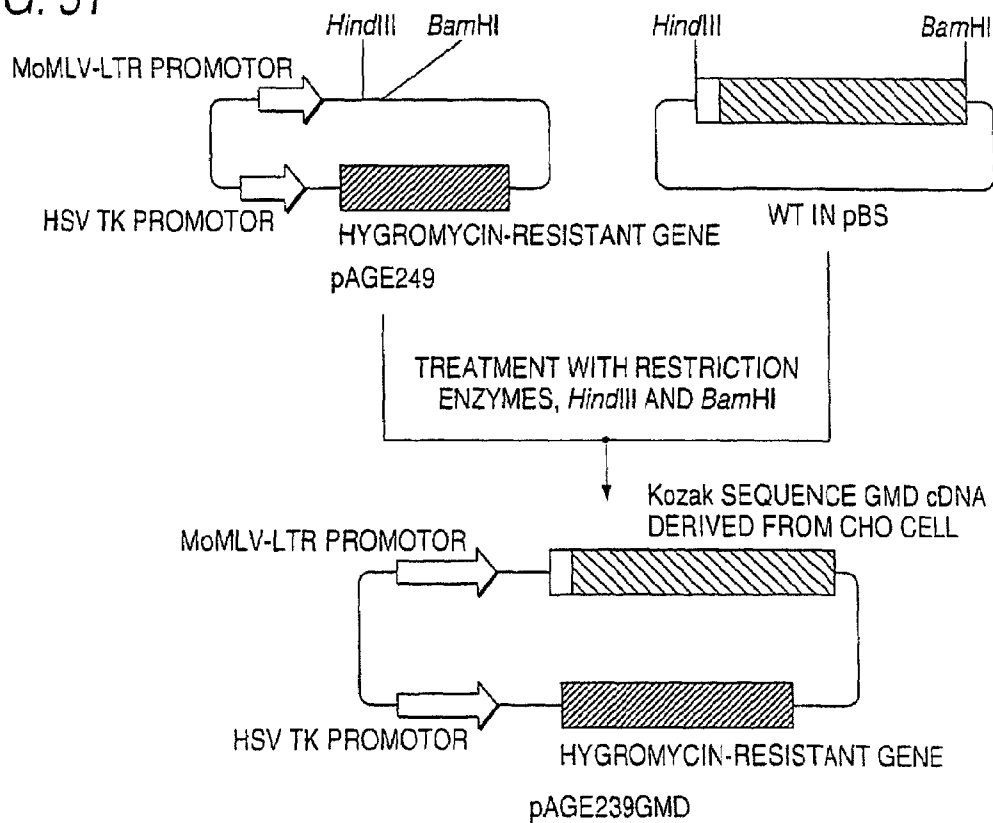 G. 31
HindIII BamHI HindIII BamHI
MoMLV-LTR PROMOTOR
HSV TK PROMOTOR
HYGROMYCIN-RESISTANT GENE
pAGE249
WT IN pBS
TREATMENT WITH RESTRICTION
ENZYMES, HindIII AND BamHI
Kozak SEQUENCE GMD cDNA
DERIVED FROM CHO CELL
MoMLV-LTR PROMOTOR
HSV TK PROMOTOR
HYGROMYCIN-RESISTANT GENE
pAGE239GMD